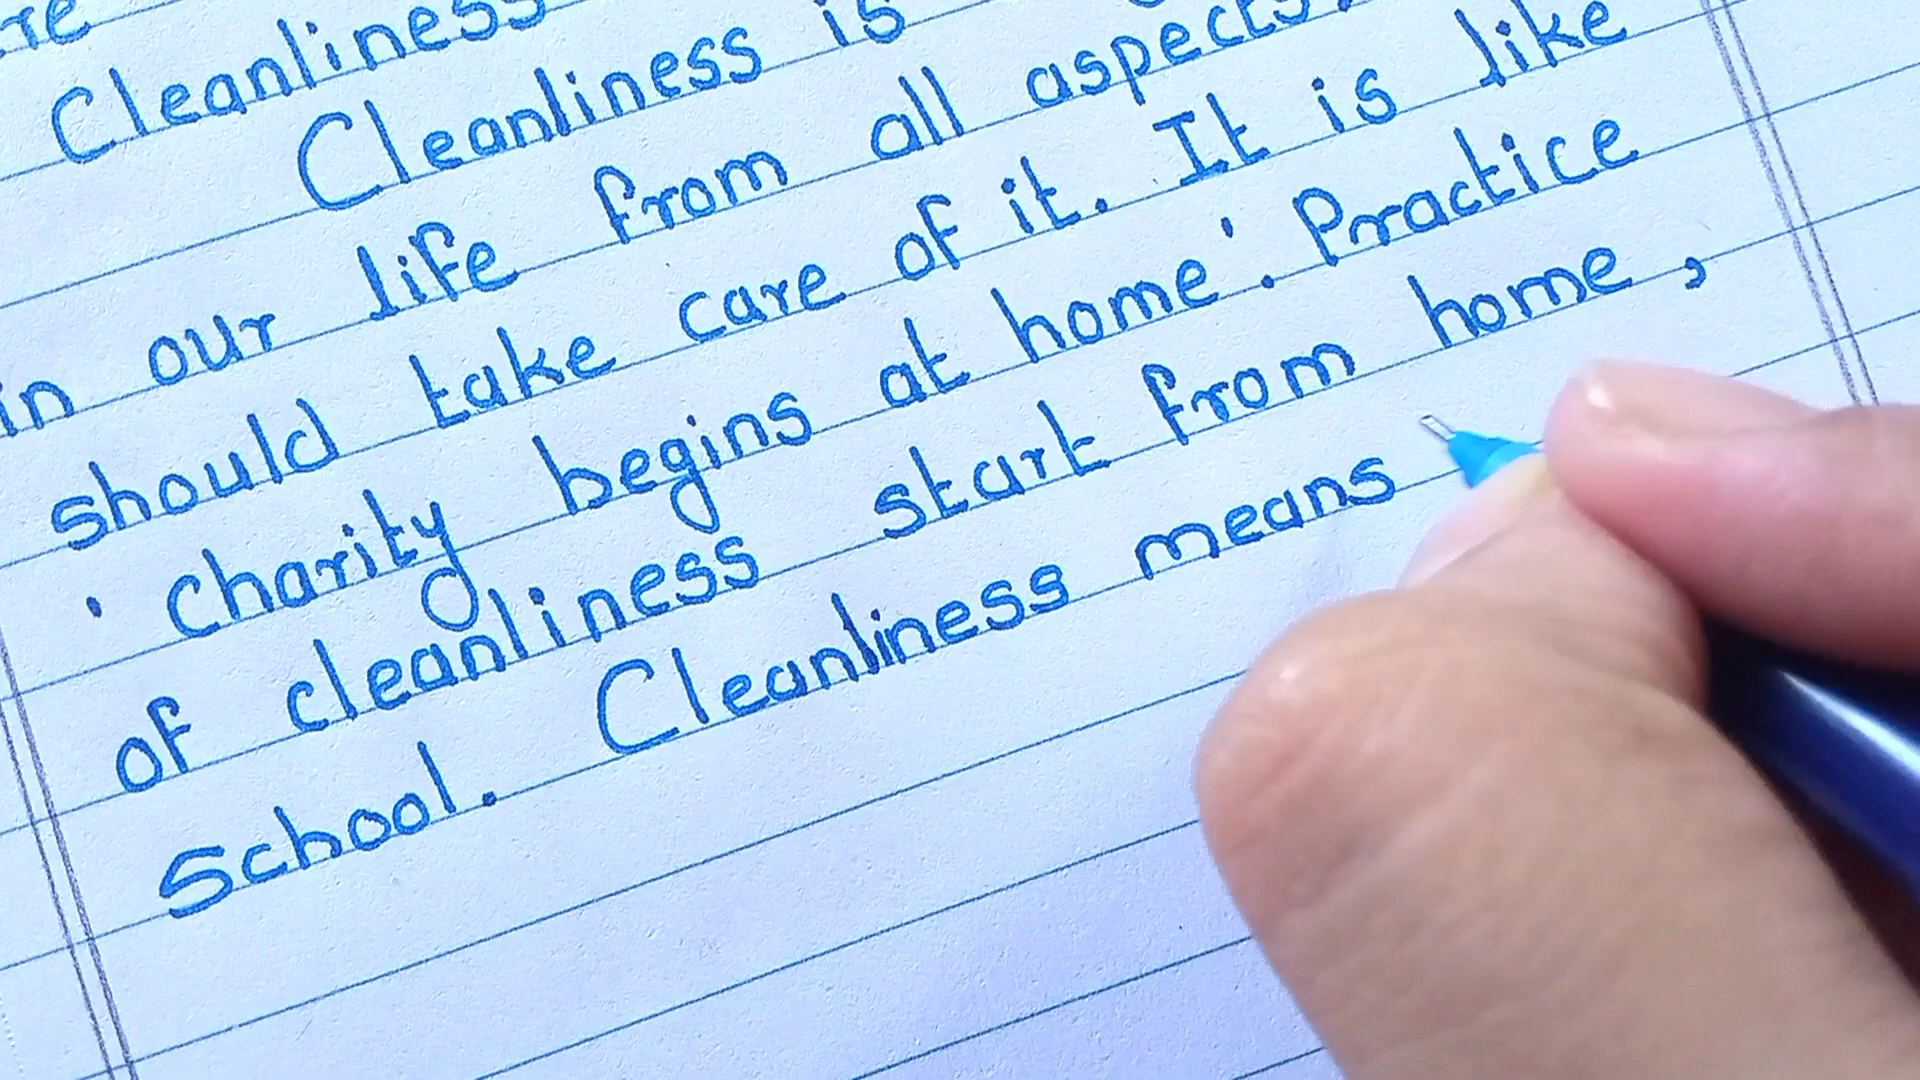 Cleanliness
Cleanliness is
in our life from all aspects.
should take care of it. It is like
' Charity begins at home '. Practice
of cleanliness start from home ,
School. Cleanliness means